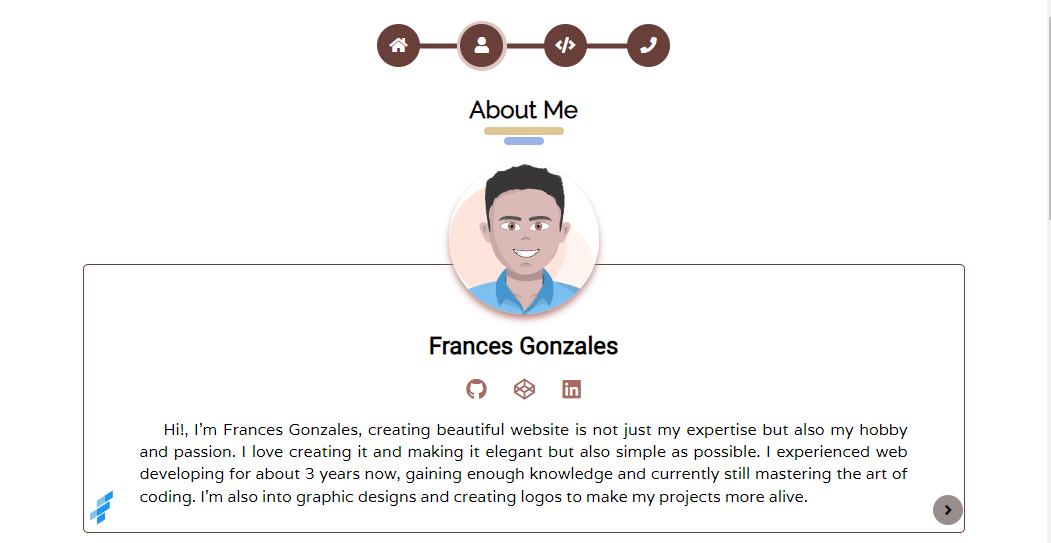 About Me
Frances Gonzales
Hi!, I'm Frances Gonzales, creating beautiful website is not just my expertise but also my hobby
and passion. I love creating it and making it elegant but also simple as possible. I experienced web
developing for about 3 years now, gaining enough knowledge and currently still mastering the art of
coding. I'm also into graphic designs and creating logos to make my projects more alive.